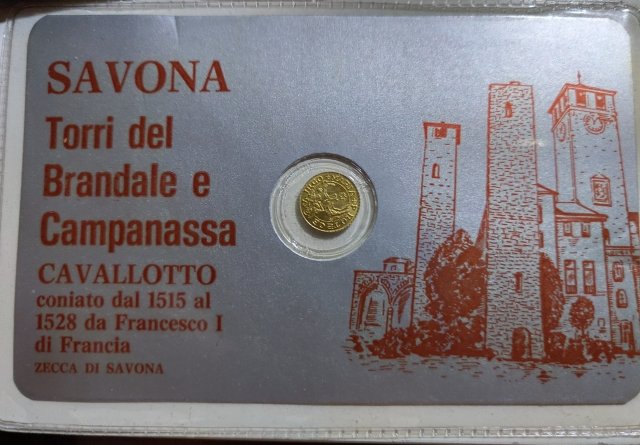 SAVONA
Torri del
Brandale e
Campanassa
CAVALLOTTO
coniato dal 1515 al
1528 da Francesco I
di Francia
ZECCA DI SAVONA